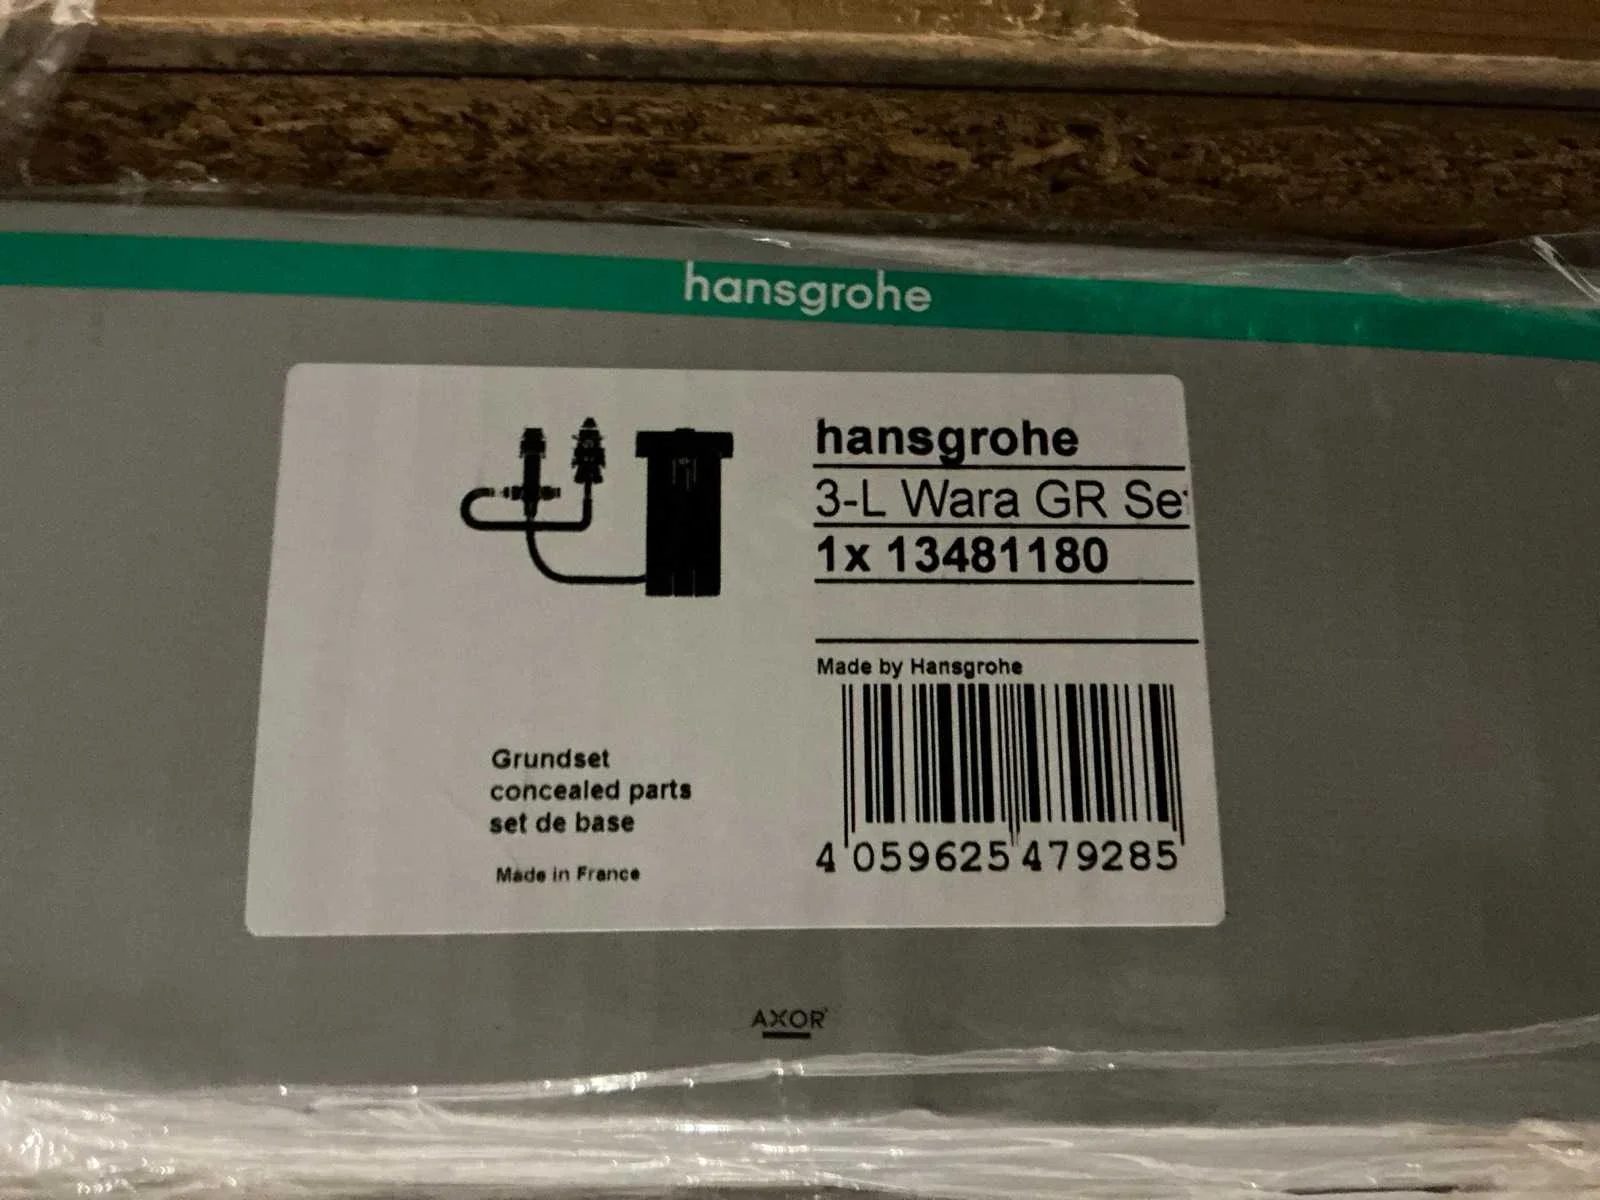 hansgrohe
hansgrohe
3-L Wara GR Se
1x 13481180
Made by Hansgrohe
Grundset
concealed parts
set de base
Made in France
4 059625 479285
AXOR